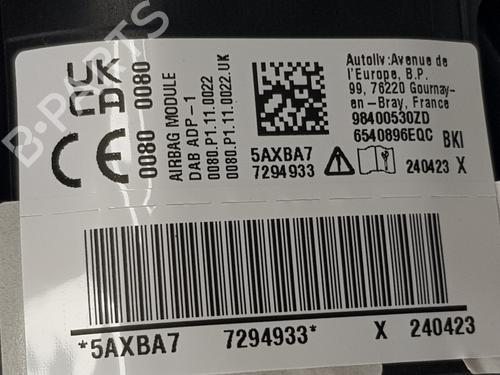 B-PARTS
UK
CA
0080
CE
0080
AIRBAG MODULE
DAB ADP-1
0080.P1.11.0022
0080.P1.11.0022.UK
Autoliv:Avenue de
l'Europe, B.P.
99, 76220 Gournay-
en-Bray, France
98400530ZD
6540896EQC BKI
5AXBA7
7294933
240423 X
*5AXBA7 7294933* X 240423